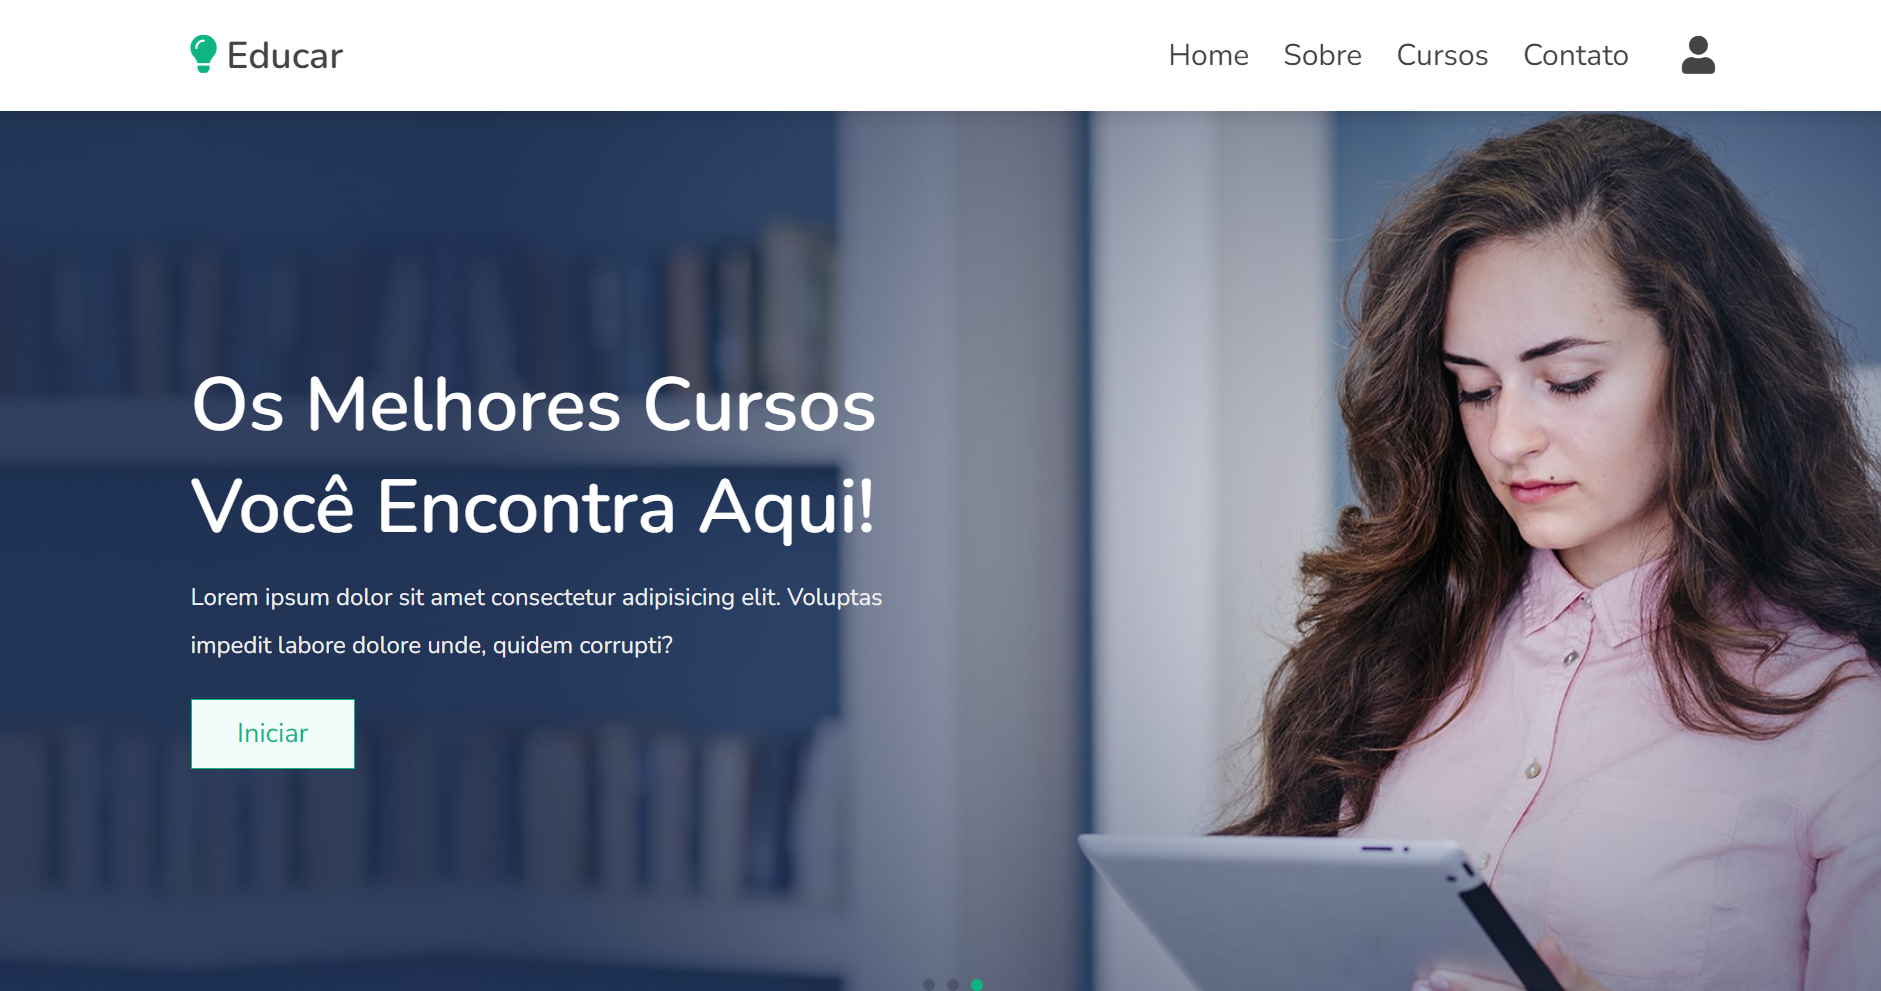 Educar
Home Sobre Cursos Contato
Os Melhores Cursos
Você Encontra Aqui!
Lorem ipsum dolor sit amet consectetur adipisicing elit. Voluptas
impedit labore dolore unde, quidem corrupti?
Iniciar